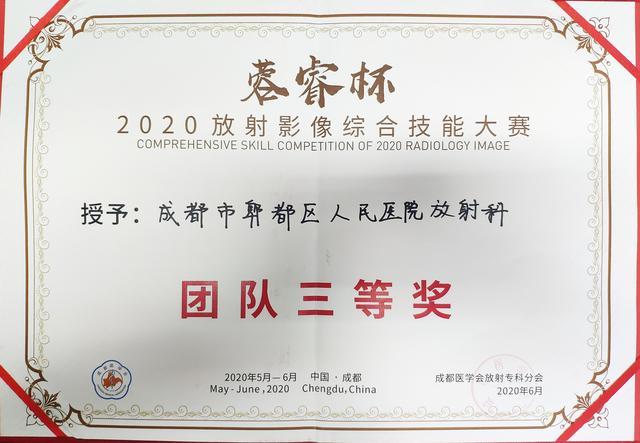 蓉睿杯
2020放射影像综合技能大赛
COMPREHENSIVE SKILL COMPETITION OF 2020 RADIOLOGY IMAGE
授予：成都市郫都区人民医院放射科
团队三等奖
2020年5月—6月 中国·成都
May-June,2020 Chengdu,China
成都医学会放射专科分会
2020年6月